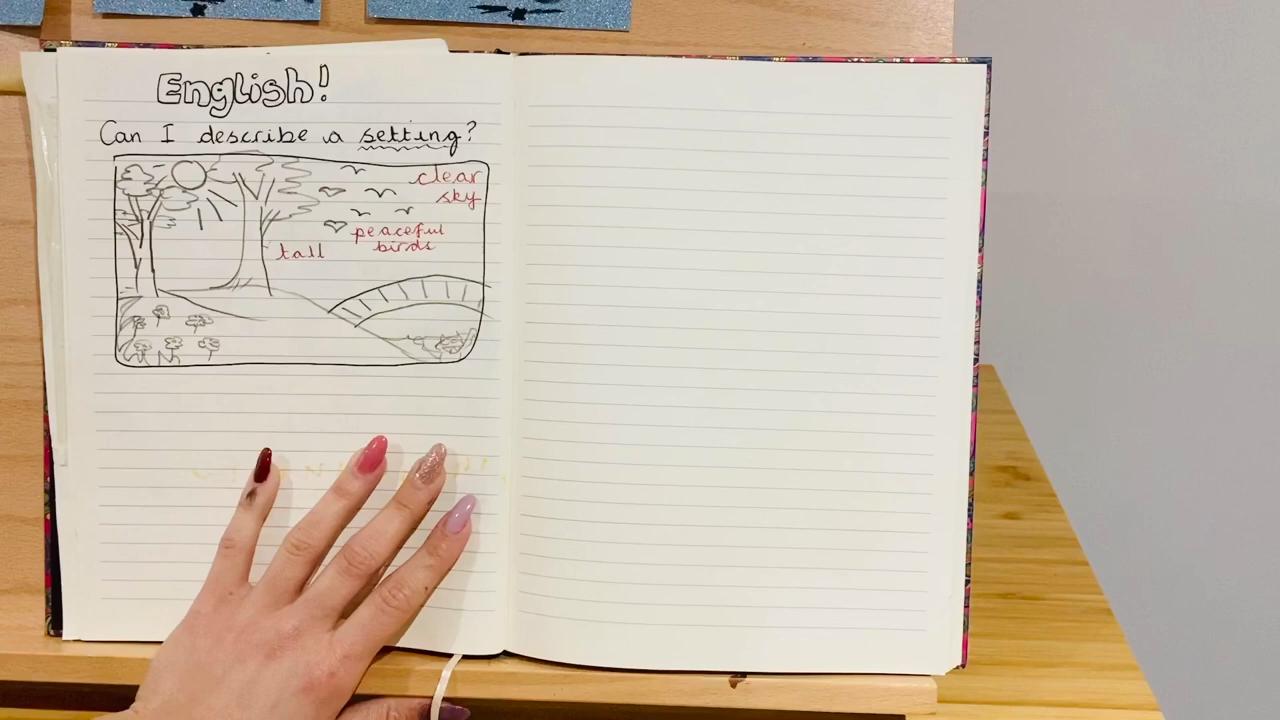 English!
Can I describe a setting?
clear
sky
peaceful
birds
tall